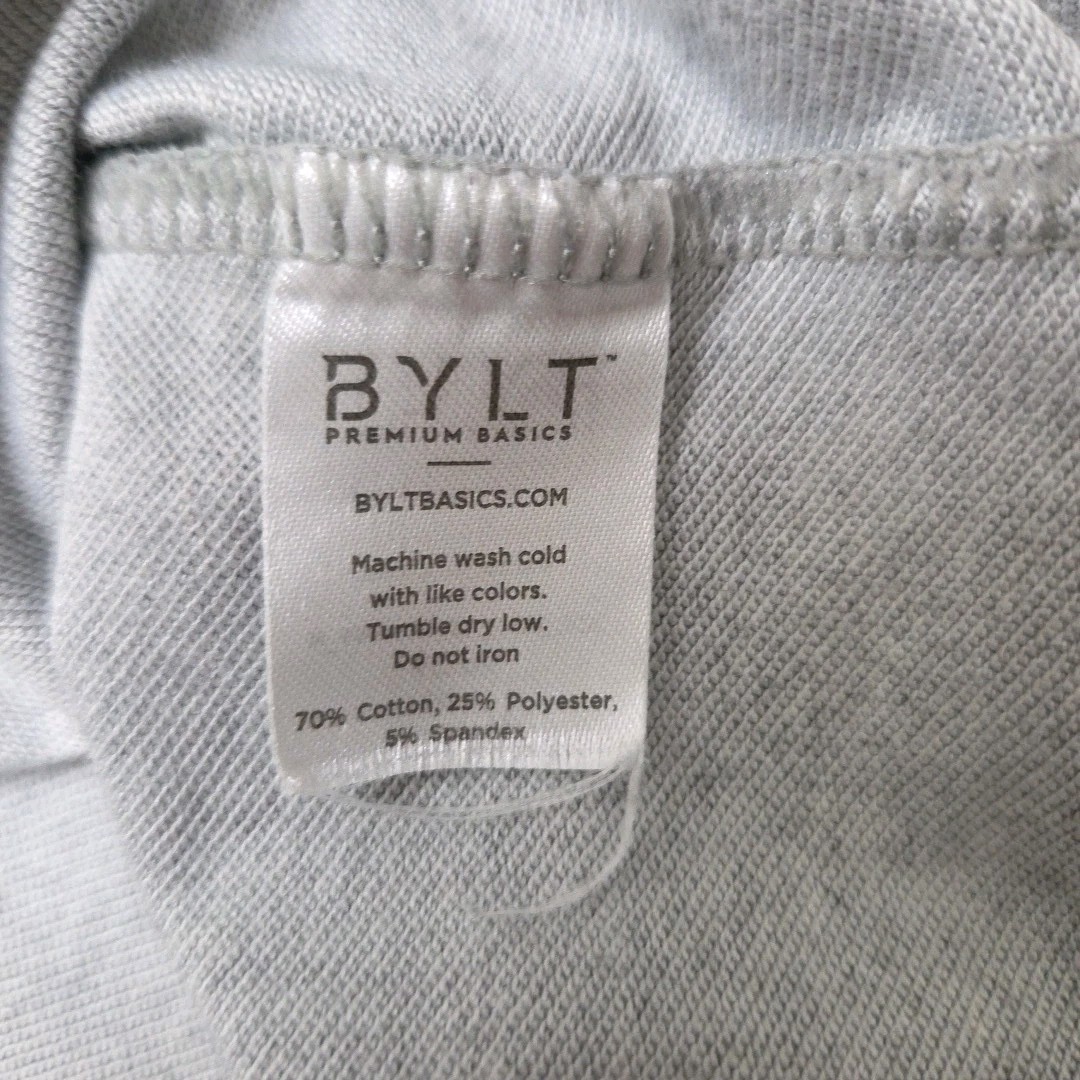 BYLT™
PREMIUM BASICS
BYLTBASICS.COM
Machine wash cold
with like colors.
Tumble dry low.
Do not iron
70% Cotton, 25% Polyester,
5% Spandex